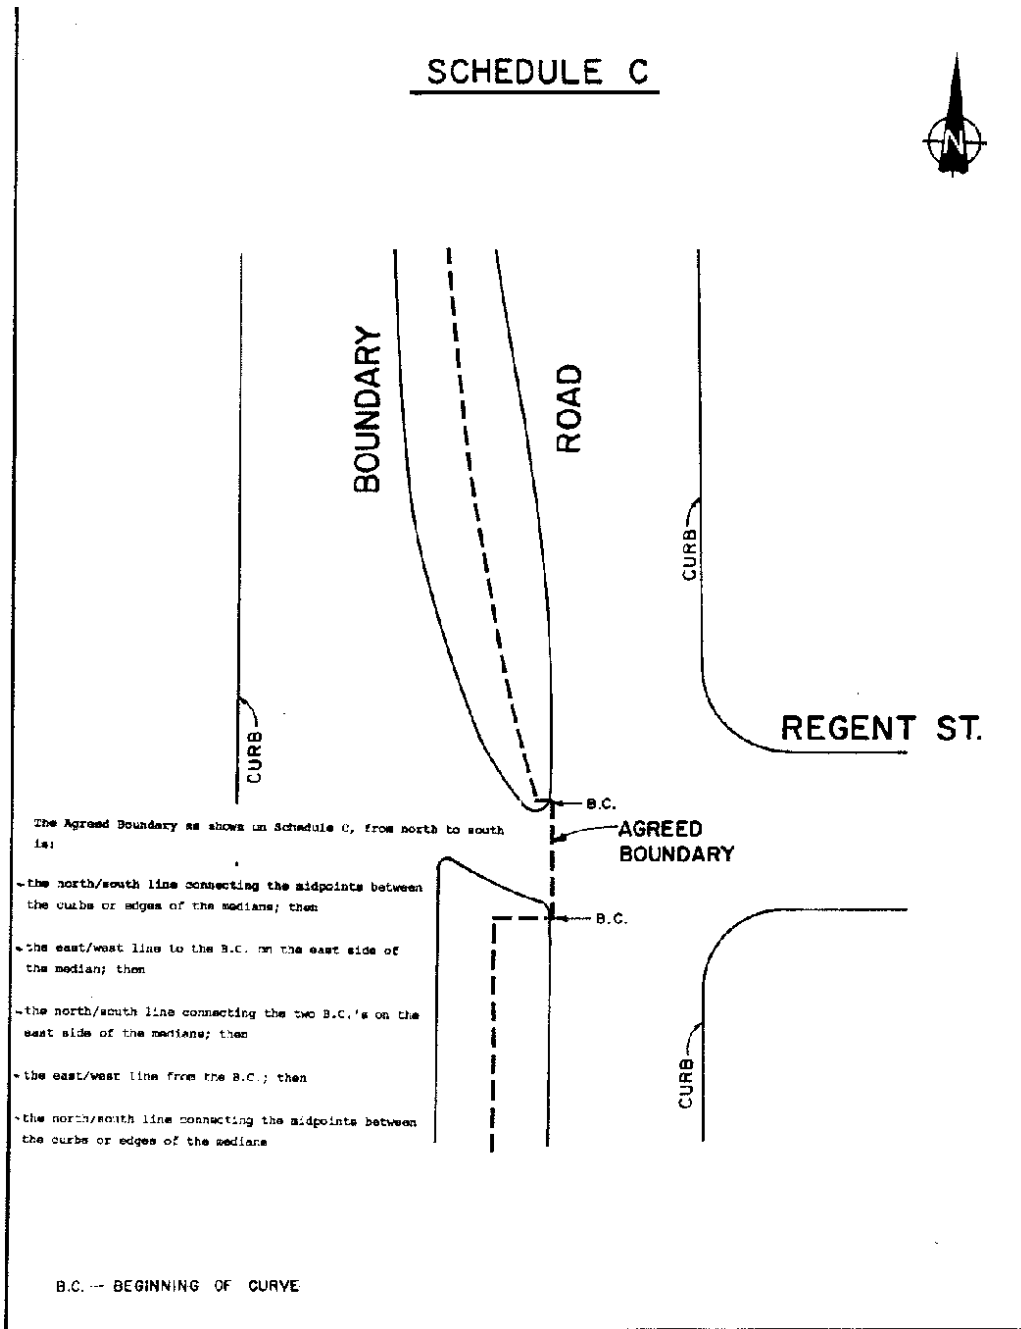 SCHEDULE C
N
BOUNDARY
ROAD
CURB
REGENT ST.
CURB
B.C.
The Agreed Boundary as shown on Schedule C, from north to south
is:
AGREED
BOUNDARY
-the north/south line connecting the midpoints between
the curbs or edges of the medians; then
B.C.
-the east/west line to the B.C. on the east side of
the median; then
-the north/south line connecting the two B.C.'s on the
east side of the medians; then
CURB
-the east/west line from the B.C.; then
-the north/south line connecting the midpoints between
the curbs or edges of the medians
B.C. -- BEGINNING OF CURVE